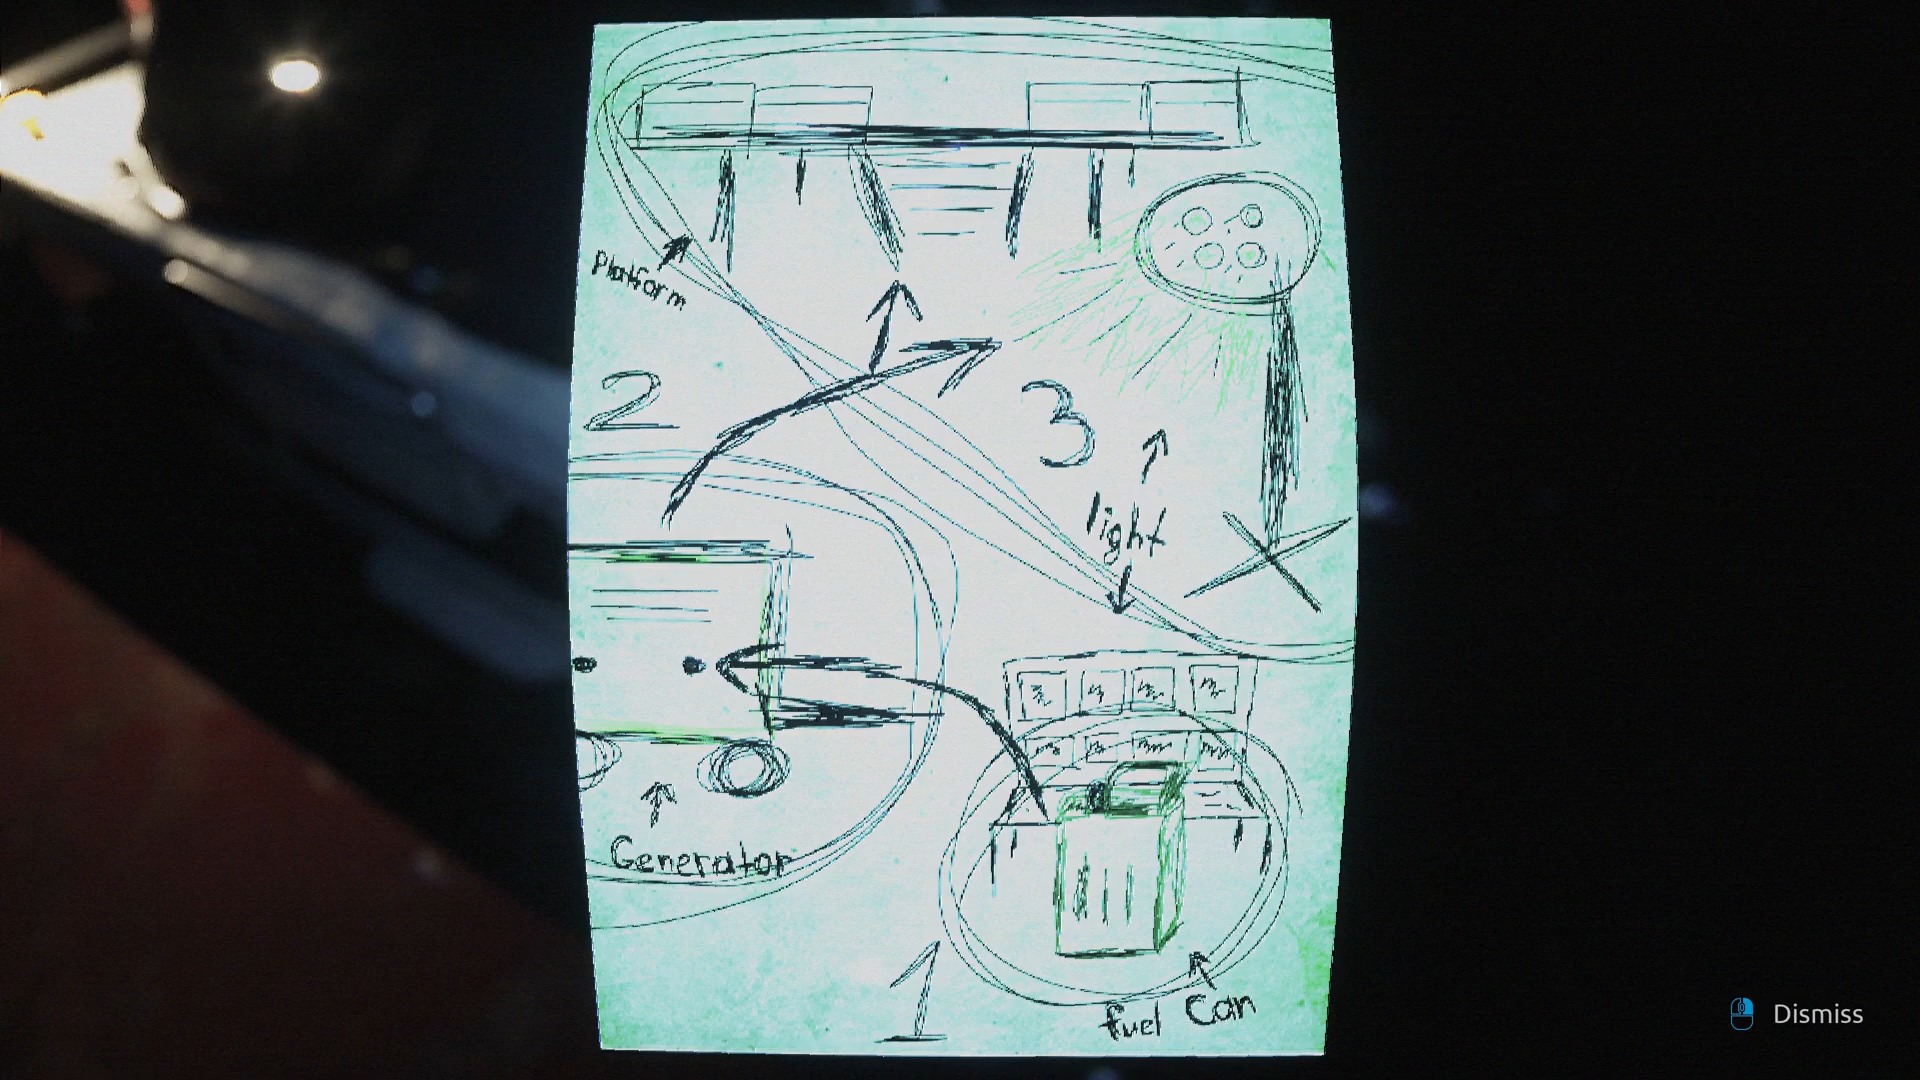 Platform
2
3
light
Generator
1
fuel Can
Dismiss